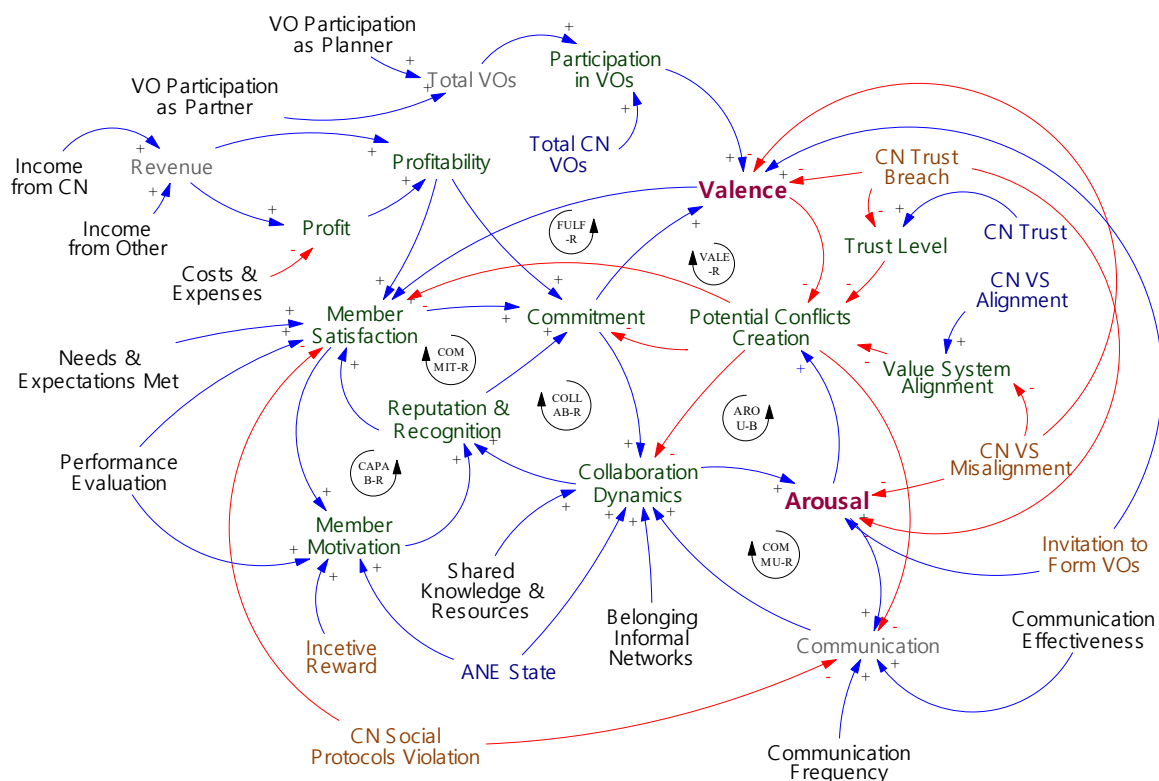 VO Participation
as Planner
Total VOs
Participation
in VOs
VO Participation
as Partner
Total CN
VOs
Income
from CN
Revenue
Profitability
CN Trust
Breach
Valence
Income
from Other
Profit
FULF
-R
VALE
-R
Trust Level
CN Trust
Costs &
Expenses
CN VS
Alignment
Member
Satisfaction
Commitment
Potential Conflicts
Creation
Needs &
Expectations Met
COM
MIT-R
Value System
Alignment
Reputation &
Recognition
COLL
AB-R
ARO
U-B
Performance
Evaluation
CAPA
B-R
Collaboration
Dynamics
CN VS
Misalignment
Arousal
Member
Motivation
COM
MU-R
Invitation to
Form VOs
Shared
Knowledge &
Resources
Belonging
Informal
Networks
Communication
Effectiveness
Incetive
Reward
ANE State
Communication
CN Social
Protocols Violation
Communication
Frequency